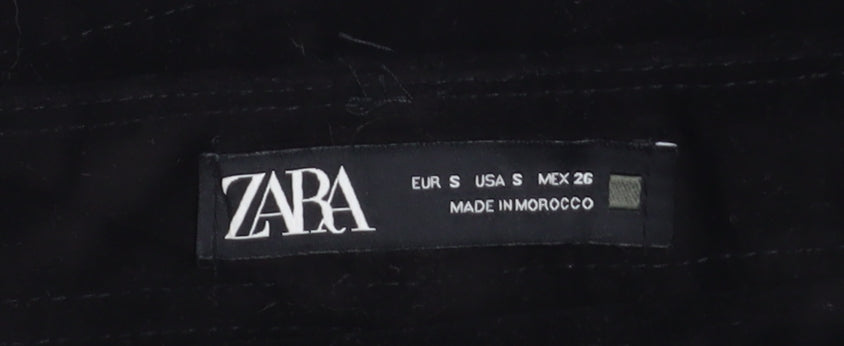 ZARA
EUR S USA S MEX 26
MADE IN MOROCCO